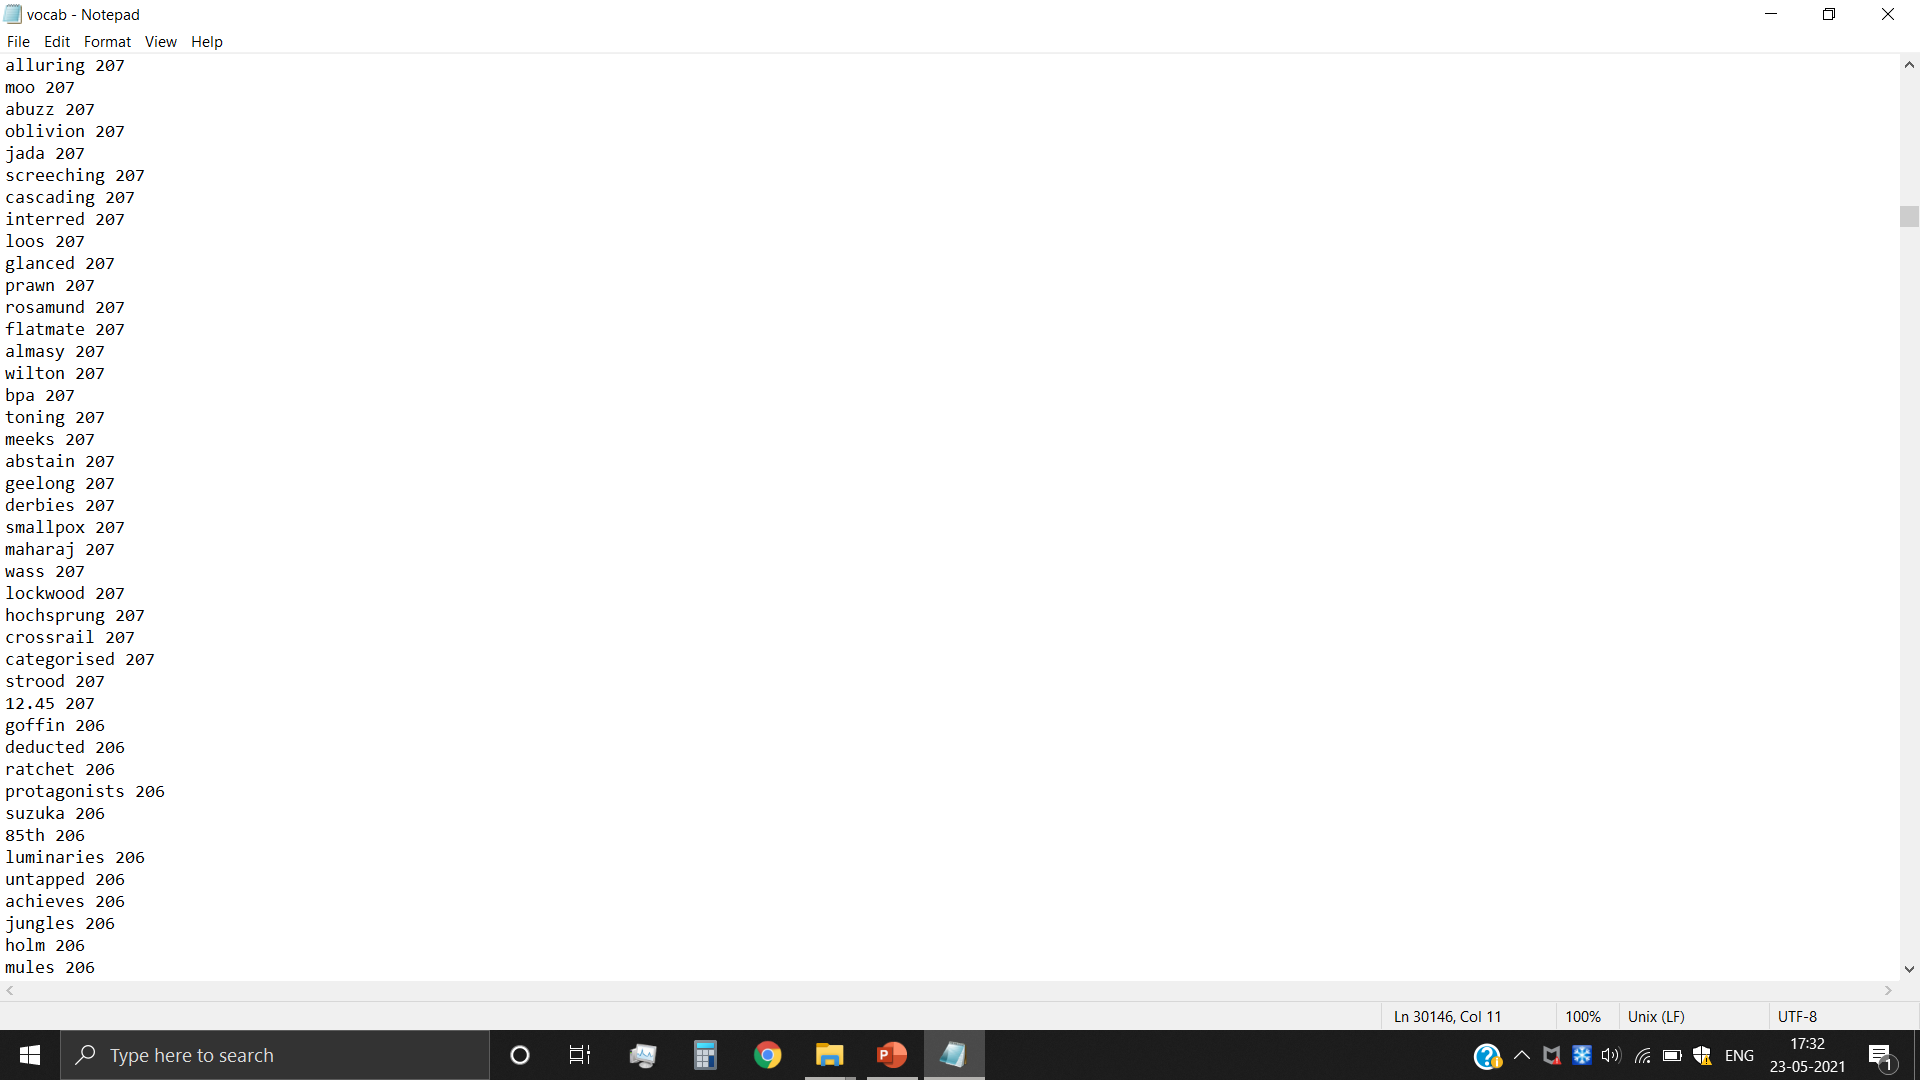 vocab - Notepad
File Edit Format View Help
alluring 207
moo 207
abuzz 207
oblivion 207
jada 207
screeching 207
cascading 207
interred 207
loos 207
glanced 207
prawn 207
rosamund 207
flatmate 207
almasy 207
wilton 207
bpa 207
toning 207
meeks 207
abstain 207
geelong 207
derbies 207
smallpox 207
maharaj 207
wass 207
lockwood 207
hochsprung 207
crossrail 207
categorised 207
strood 207
12.45 207
goffin 206
deducted 206
ratchet 206
protagonists 206
suzuka 206
85th 206
luminaries 206
untapped 206
achieves 206
jungles 206
holm 206
mules 206
Ln 30146, Col 11 100% Unix (LF) UTF-8
Type here to search
ENG
17:32
23-05-2021
1